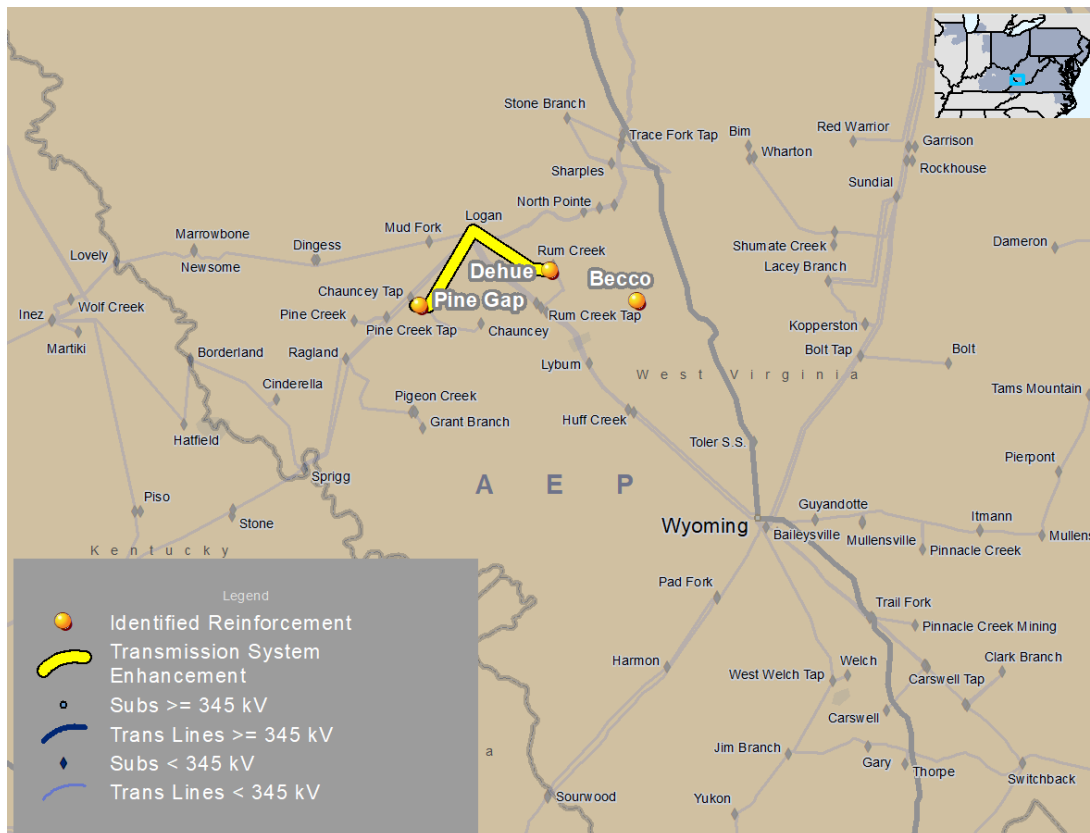 Stone Branch
Trace Fork Tap
Bim
Red Warrior
Garrison
Wharton
Rockhouse
Sharples
Sundial
North Pointe
Logan
Mud Fork
Marrowbone
Dingess
Rum Creek
Shumate Creek
Dameron
Lovely
Newsome
Dehue
Becco
Lacey Branch
Chauncey Tap
Pine Gap
Wolf Creek
Inez
Pine Creek
Rum Creek Tap
Martiki
Pine Creek Tap
Chauncey
Kopperston
Borderland
Ragland
Lyburn
Bolt Tap
Bolt
West Virginia
Cinderella
Tams Mountain
Pigeon Creek
Grant Branch
Huff Creek
Hatfield
Toler S.S.
Sprigg
Pierpont
A E P
Piso
Stone
Wyoming
Guyandotte
Itmann
Baileysville
Mullensville
Mullens
Pinnacle Creek
Kentucky
Pad Fork
Trail Fork
Pinnacle Creek Mining
Harmon
West Welch Tap
Welch
Clark Branch
Carswell Tap
Carswell
a
Jim Branch
Gary
Thorpe
Switchback
Sourwood
Yukon
Legend
Identified Reinforcement
Transmission System
Enhancement
Subs >= 345 kV
Trans Lines >= 345 kV
Subs < 345 kV
Trans Lines < 345 kV